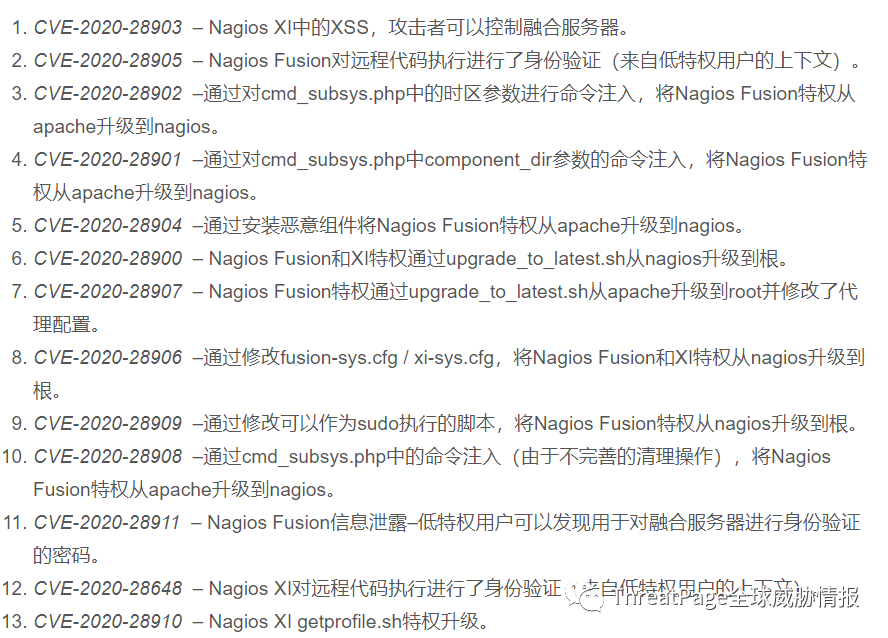 1. CVE-2020-28903 – Nagios XI中的XSS，攻击者可以控制融合服务器。
2. CVE-2020-28905 – Nagios Fusion对远程代码执行进行了身份验证（来自低特权用户的上下文）。
3. CVE-2020-28902 –通过对cmd_subsys.php中的时区参数进行命令注入，将Nagios Fusion特权从
apache升级到nagios。
4. CVE-2020-28901 –通过对cmd_subsys.php中component_dir参数的命令注入，将Nagios Fusion特
权从apache升级到nagios。
5. CVE-2020-28904 –通过安装恶意组件将Nagios Fusion特权从apache升级到nagios。
6. CVE-2020-28900 – Nagios Fusion和XI特权通过upgrade_to_latest.sh从nagios升级到根。
7. CVE-2020-28907 – Nagios Fusion特权通过upgrade_to_latest.sh从apache升级到root并修改了代
理配置。
8. CVE-2020-28906 –通过修改fusion-sys.cfg / xi-sys.cfg，将Nagios Fusion和XI特权从nagios升级到
根。
9. CVE-2020-28909 –通过修改可以作为sudo执行的脚本，将Nagios Fusion特权从nagios升级到根。
10. CVE-2020-28908 –通过cmd_subsys.php中的命令注入（由于不完善的清理操作），将Nagios
Fusion特权从apache升级到nagios。
11. CVE-2020-28911 – Nagios Fusion信息泄露–低特权用户可以发现用于对融合服务器进行身份验证
的密码。
12. CVE-2020-28648 – Nagios XI对远程代码执行进行了身份验证（来自低特权用户的上下文）
ThreatPage全球威胁情报
13. CVE-2020-28910 – Nagios XI getprofile.sh特权升级。